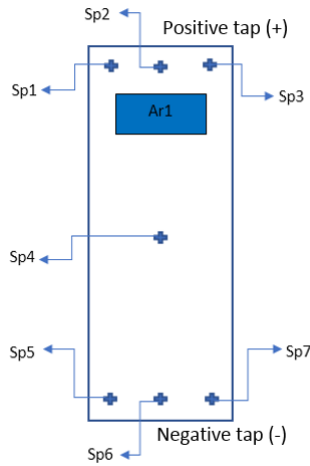 Sp2
Positive tap (+)
Sp1
Sp3
Ar1
Sp4
Sp5
Sp7
Negative tap (-)
Sp6